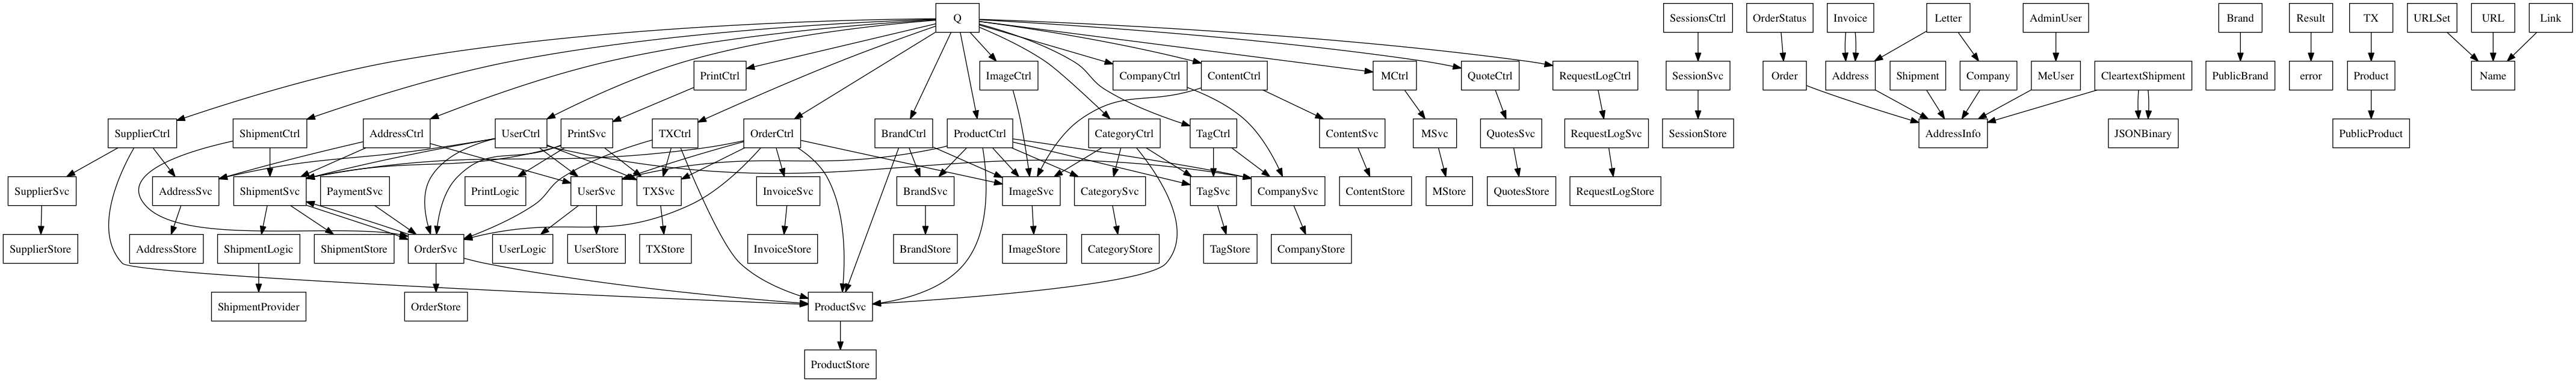 Q
SessionsCtrl
OrderStatus
Invoice
Letter
AdminUser
Brand
Result
TX
URLSet
URL
Link
PrintCtrl
ImageCtrl
CompanyCtrl
ContentCtrl
MCtrl
QuoteCtrl
RequestLogCtrl
SessionSvc
Order
Address
Shipment
Company
MeUser
CleartextShipment
PublicBrand
error
Product
Name
SupplierCtrl
ShipmentCtrl
AddressCtrl
UserCtrl
PrintSvc
TXCtrl
OrderCtrl
BrandCtrl
ProductCtrl
CategoryCtrl
TagCtrl
ContentSvc
MSvc
QuotesSvc
RequestLogSvc
SessionStore
AddressInfo
JSONBinary
PublicProduct
SupplierSvc
AddressSvc
ShipmentSvc
PaymentSvc
PrintLogic
UserSvc
TXSvc
InvoiceSvc
BrandSvc
ImageSvc
CategorySvc
TagSvc
CompanySvc
ContentStore
MStore
QuotesStore
RequestLogStore
SupplierStore
AddressStore
ShipmentLogic
ShipmentStore
OrderSvc
UserLogic
UserStore
TXStore
InvoiceStore
BrandStore
ImageStore
CategoryStore
TagStore
CompanyStore
ShipmentProvider
OrderStore
ProductSvc
ProductStore